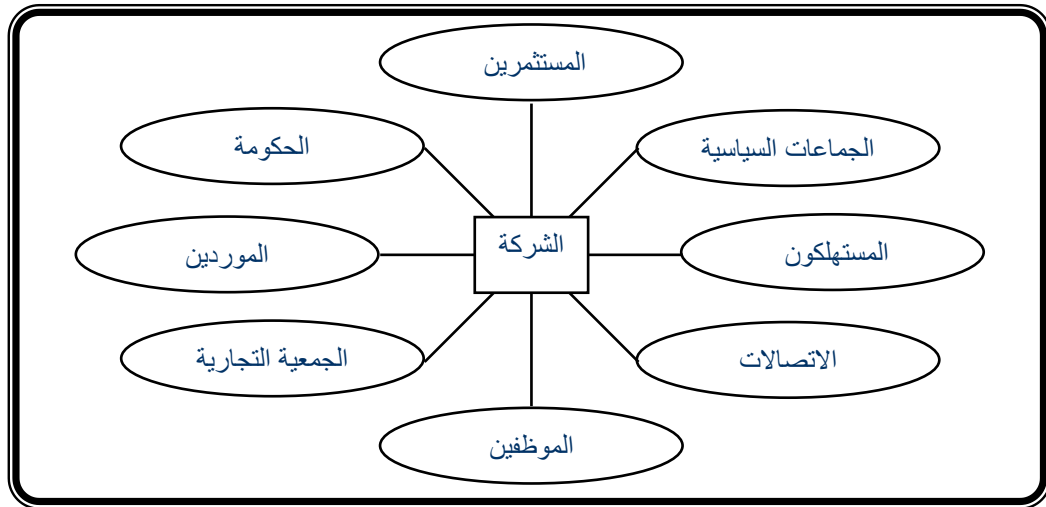 المستثمرين
الجماعات السياسية
الحكومة
الشركة
المستهلكون
الموردين
الاتصالات
الجمعية التجارية
الموظفين